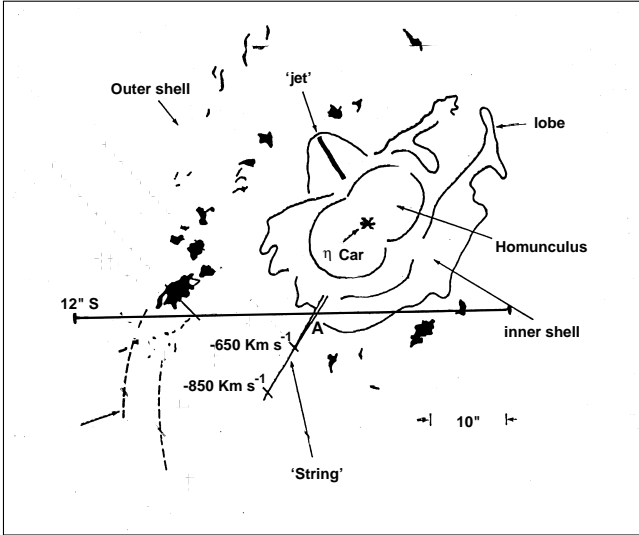 Outer shell
'jet'
lobe
Homunculus
η Car
12" S
inner shell
A
-650 Km s-1
-850 Km s-1
10"
'String'